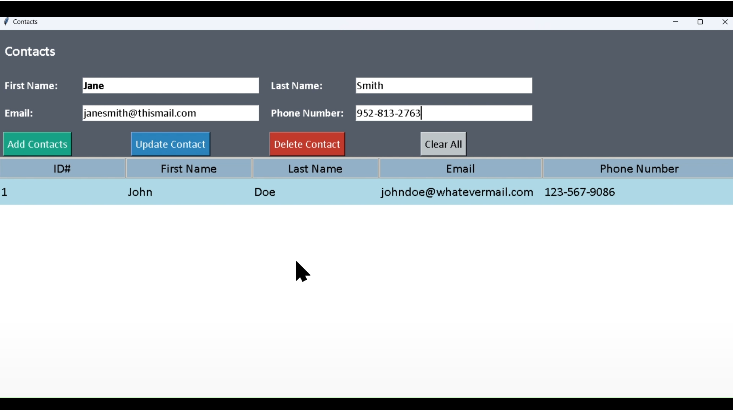 Contacts
Contacts
First Name: Jane Last Name: Smith
Email: janesmith@thismail.com Phone Number: 952-813-2763
Add Contacts Update Contact Delete Contact Clear All
ID# First Name Last Name Email Phone Number
1 John Doe johndoe@whatevermail.com 123-567-9086